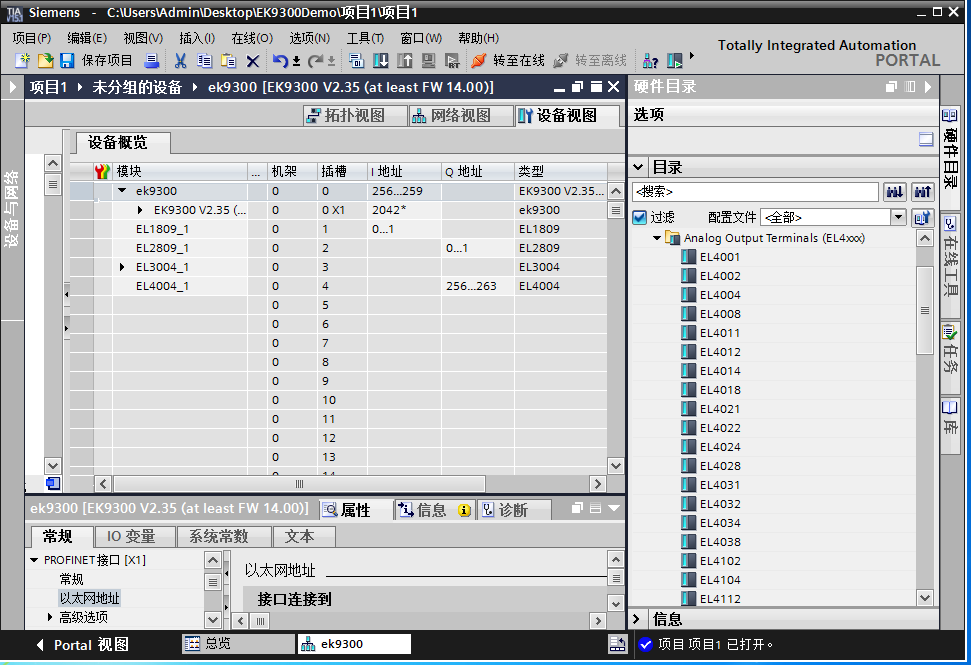 Siemens - C:\Users\Admin\Desktop\EK9300Demo\项目1\项目1
项目(P) 编辑(E) 视图(V) 插入(I) 在线(O) 选项(N) 工具(T) 窗口(W) 帮助(H)
Totally Integrated Automation
PORTAL
保存项目 转至在线 转至离线
项目1 未分组的设备 ek9300 [EK9300 V2.35 (at least FW 14.00)]
拓扑视图 网络视图 设备视图
设备概览
模块 ... 机架 插槽 I 地址 Q 地址 类型
ek9300 0 0 256...259 EK9300 V2.35...
EK9300 V2.35 (... 0 0 X1 2042* ek9300
EL1809_1 0 1 0...1 EL1809
EL2809_1 0 2 0...1 EL2809
EL3004_1 0 3 EL3004
EL4004_1 0 4 256...263 EL4004
0 5
0 6
0 7
0 8
0 9
0 10
0 11
0 12
0 13
设备与网络
ek9300 [EK9300 V2.35 (at least FW 14.00)] 属性 信息 诊断
常规 IO 变量 系统常数 文本
PROFINET接口 [X1]
常规
以太网地址
高级选项
以太网地址
接口连接到
硬件目录
选项
目录
<搜索>
过滤 配置文件 <全部>
Analog Output Terminals (EL4xxx)
EL4001
EL4002
EL4004
EL4008
EL4011
EL4012
EL4014
EL4018
EL4021
EL4022
EL4024
EL4028
EL4031
EL4032
EL4034
EL4038
EL4102
EL4104
EL4112
信息
硬件目录
在线工具
任务
库
Portal 视图 总览 ek9300 项目 项目1 已打开。